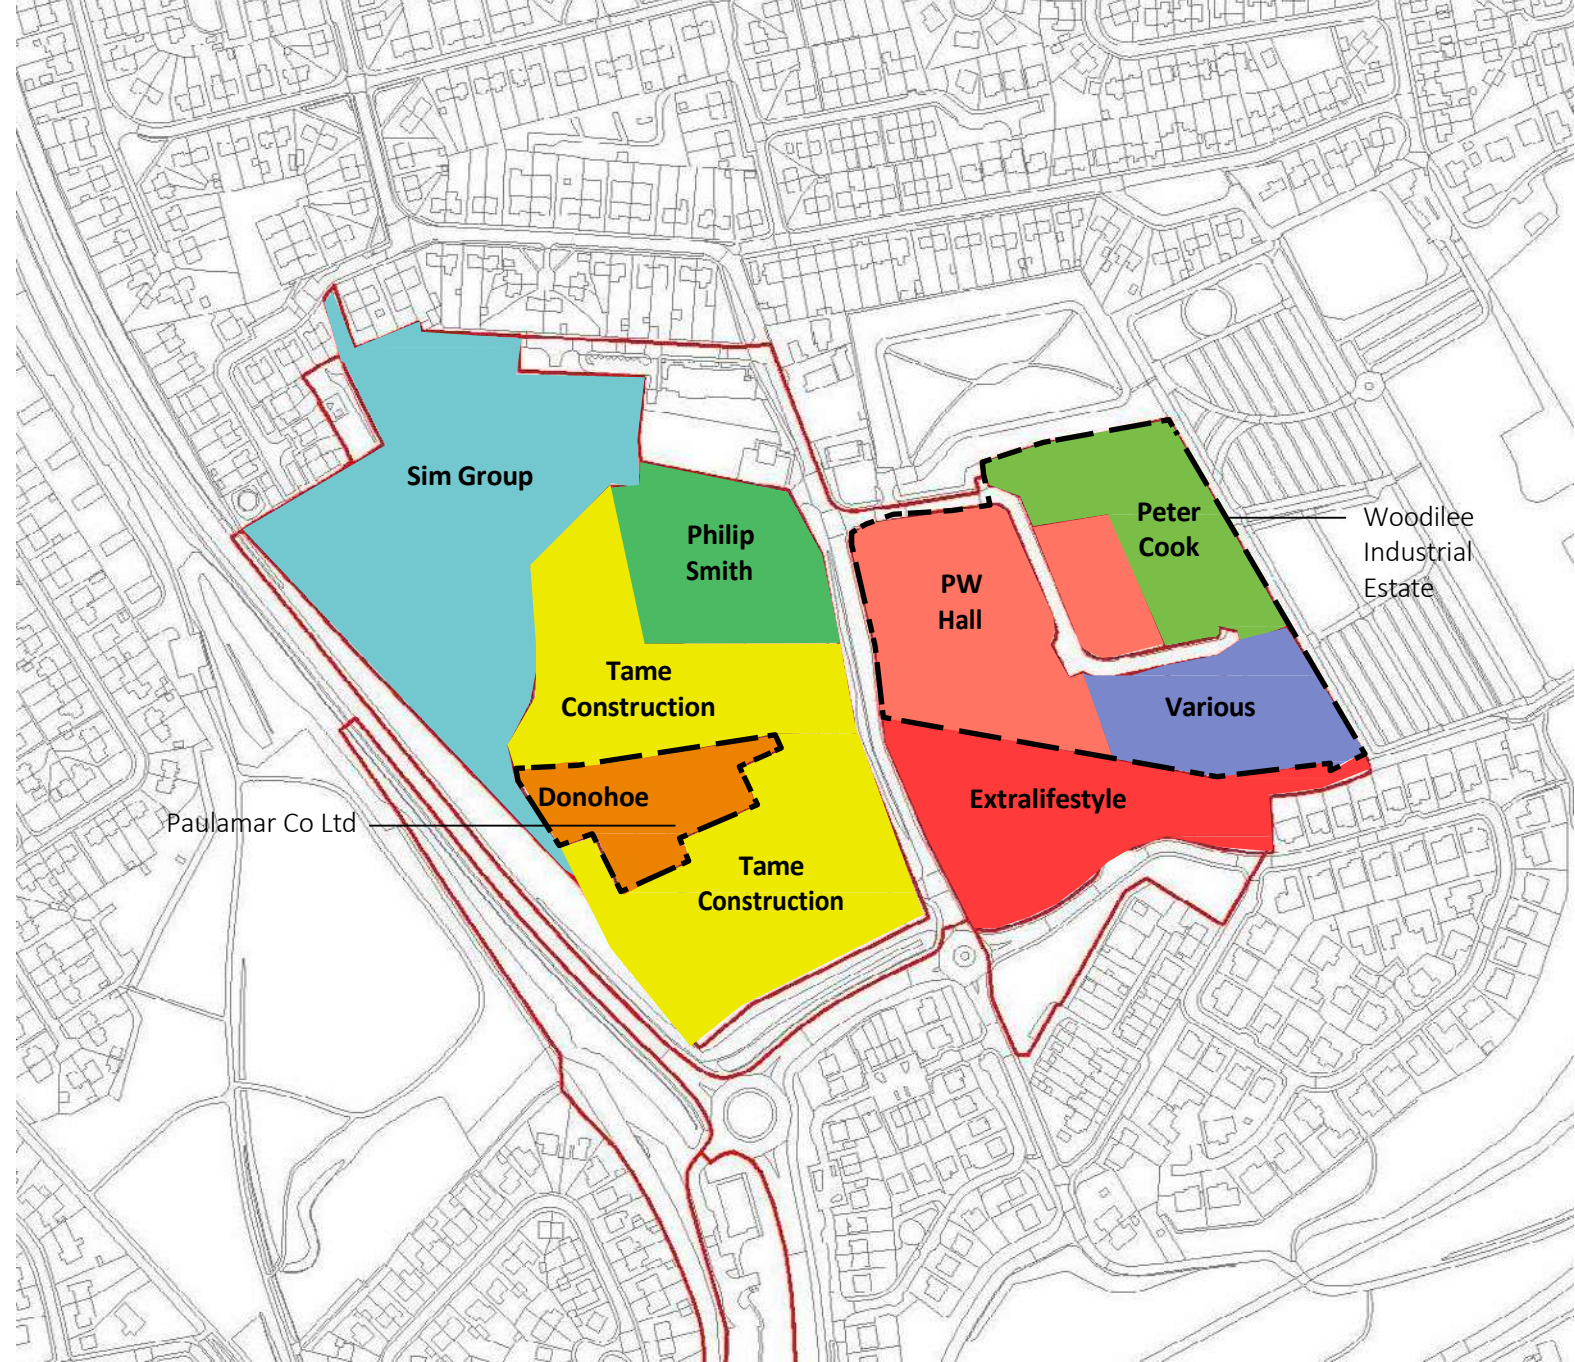 Sim Group
Philip
Smith
Peter
Cook
Woodilee
Industrial
Estate
PW
Hall
Tame
Construction
Various
Donohoe
Extralifestyle
Paulamar Co Ltd
Tame
Construction